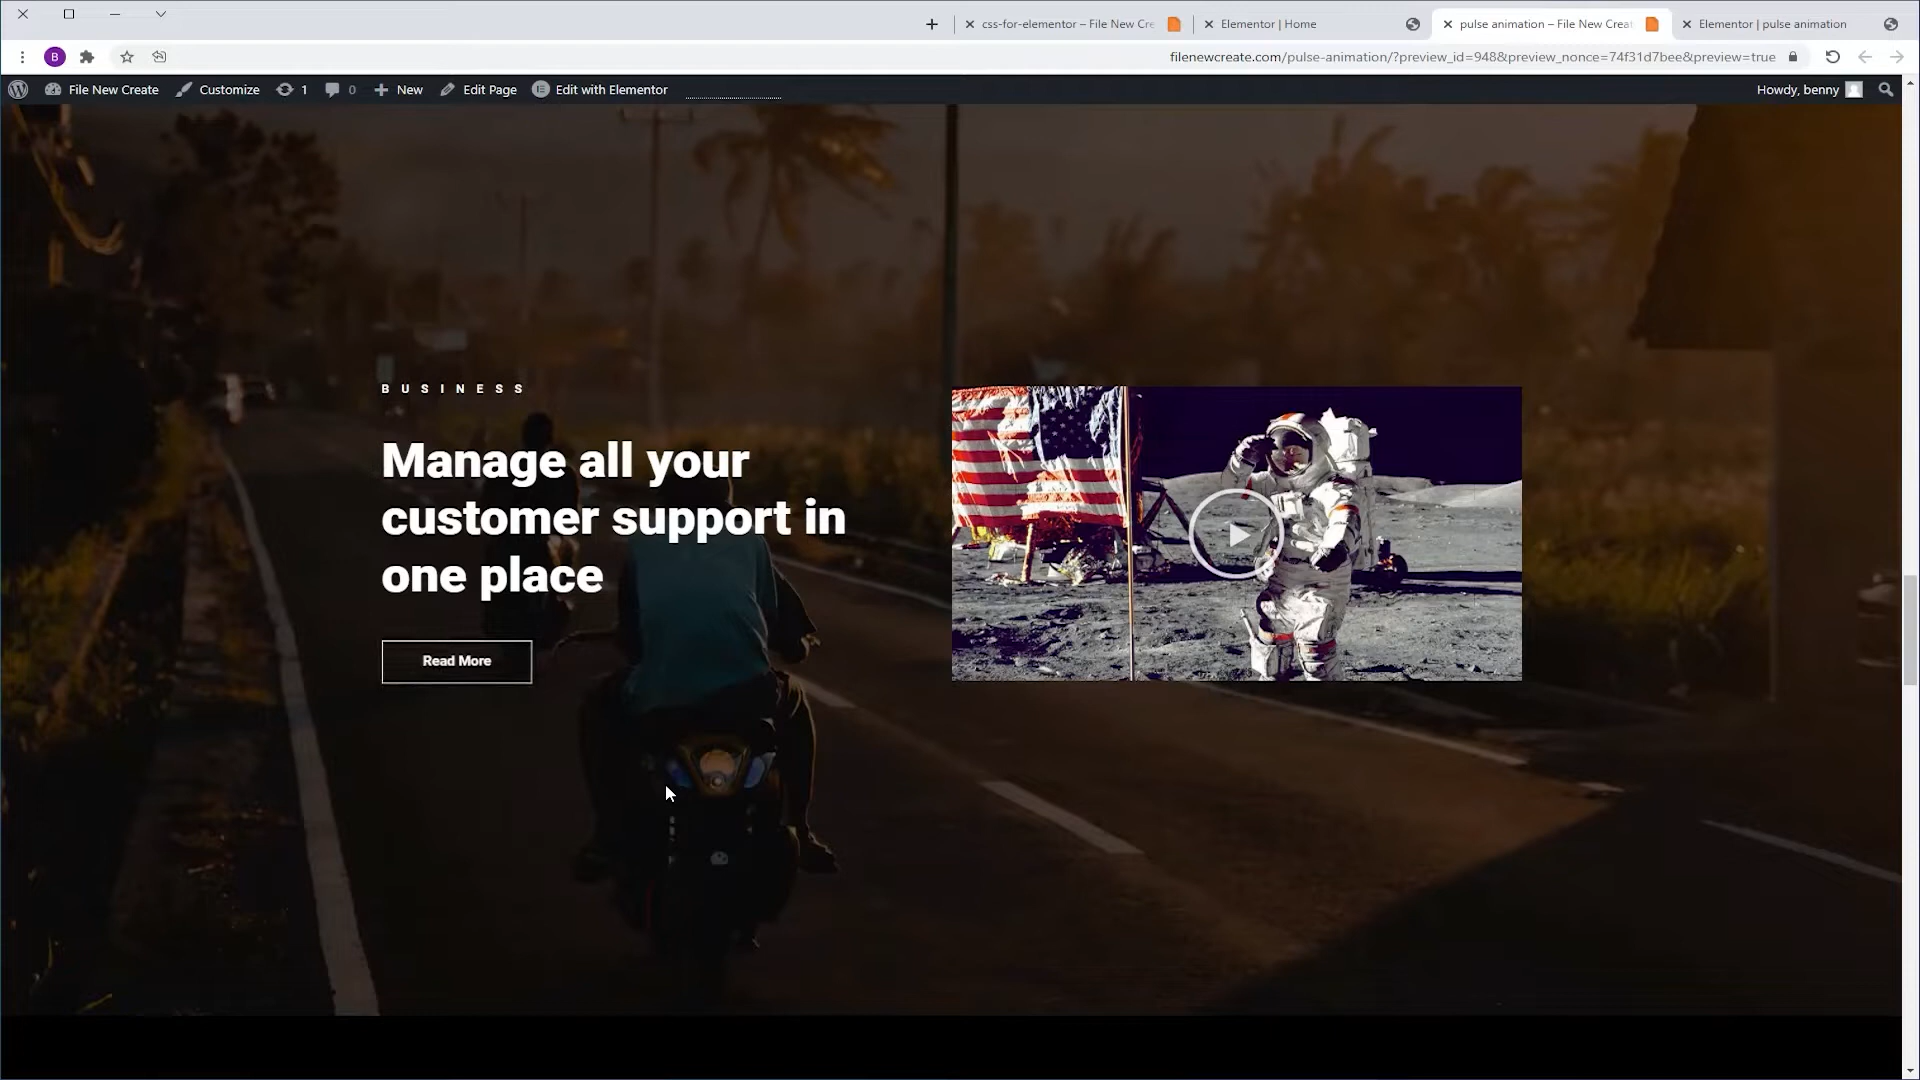 css-for-elementor – File New Cre
Elementor | Home
pulse animation – File New Creat
Elementor | pulse animation
B
filenewcreate.com/pulse-animation/?preview_id=948&preview_nonce=74f31d7bee&preview=true
File New Create
Customize
1
0
New
Edit Page
Edit with Elementor
Howdy, benny
BUSINESS
Manage all your
customer support in
one place
Read More